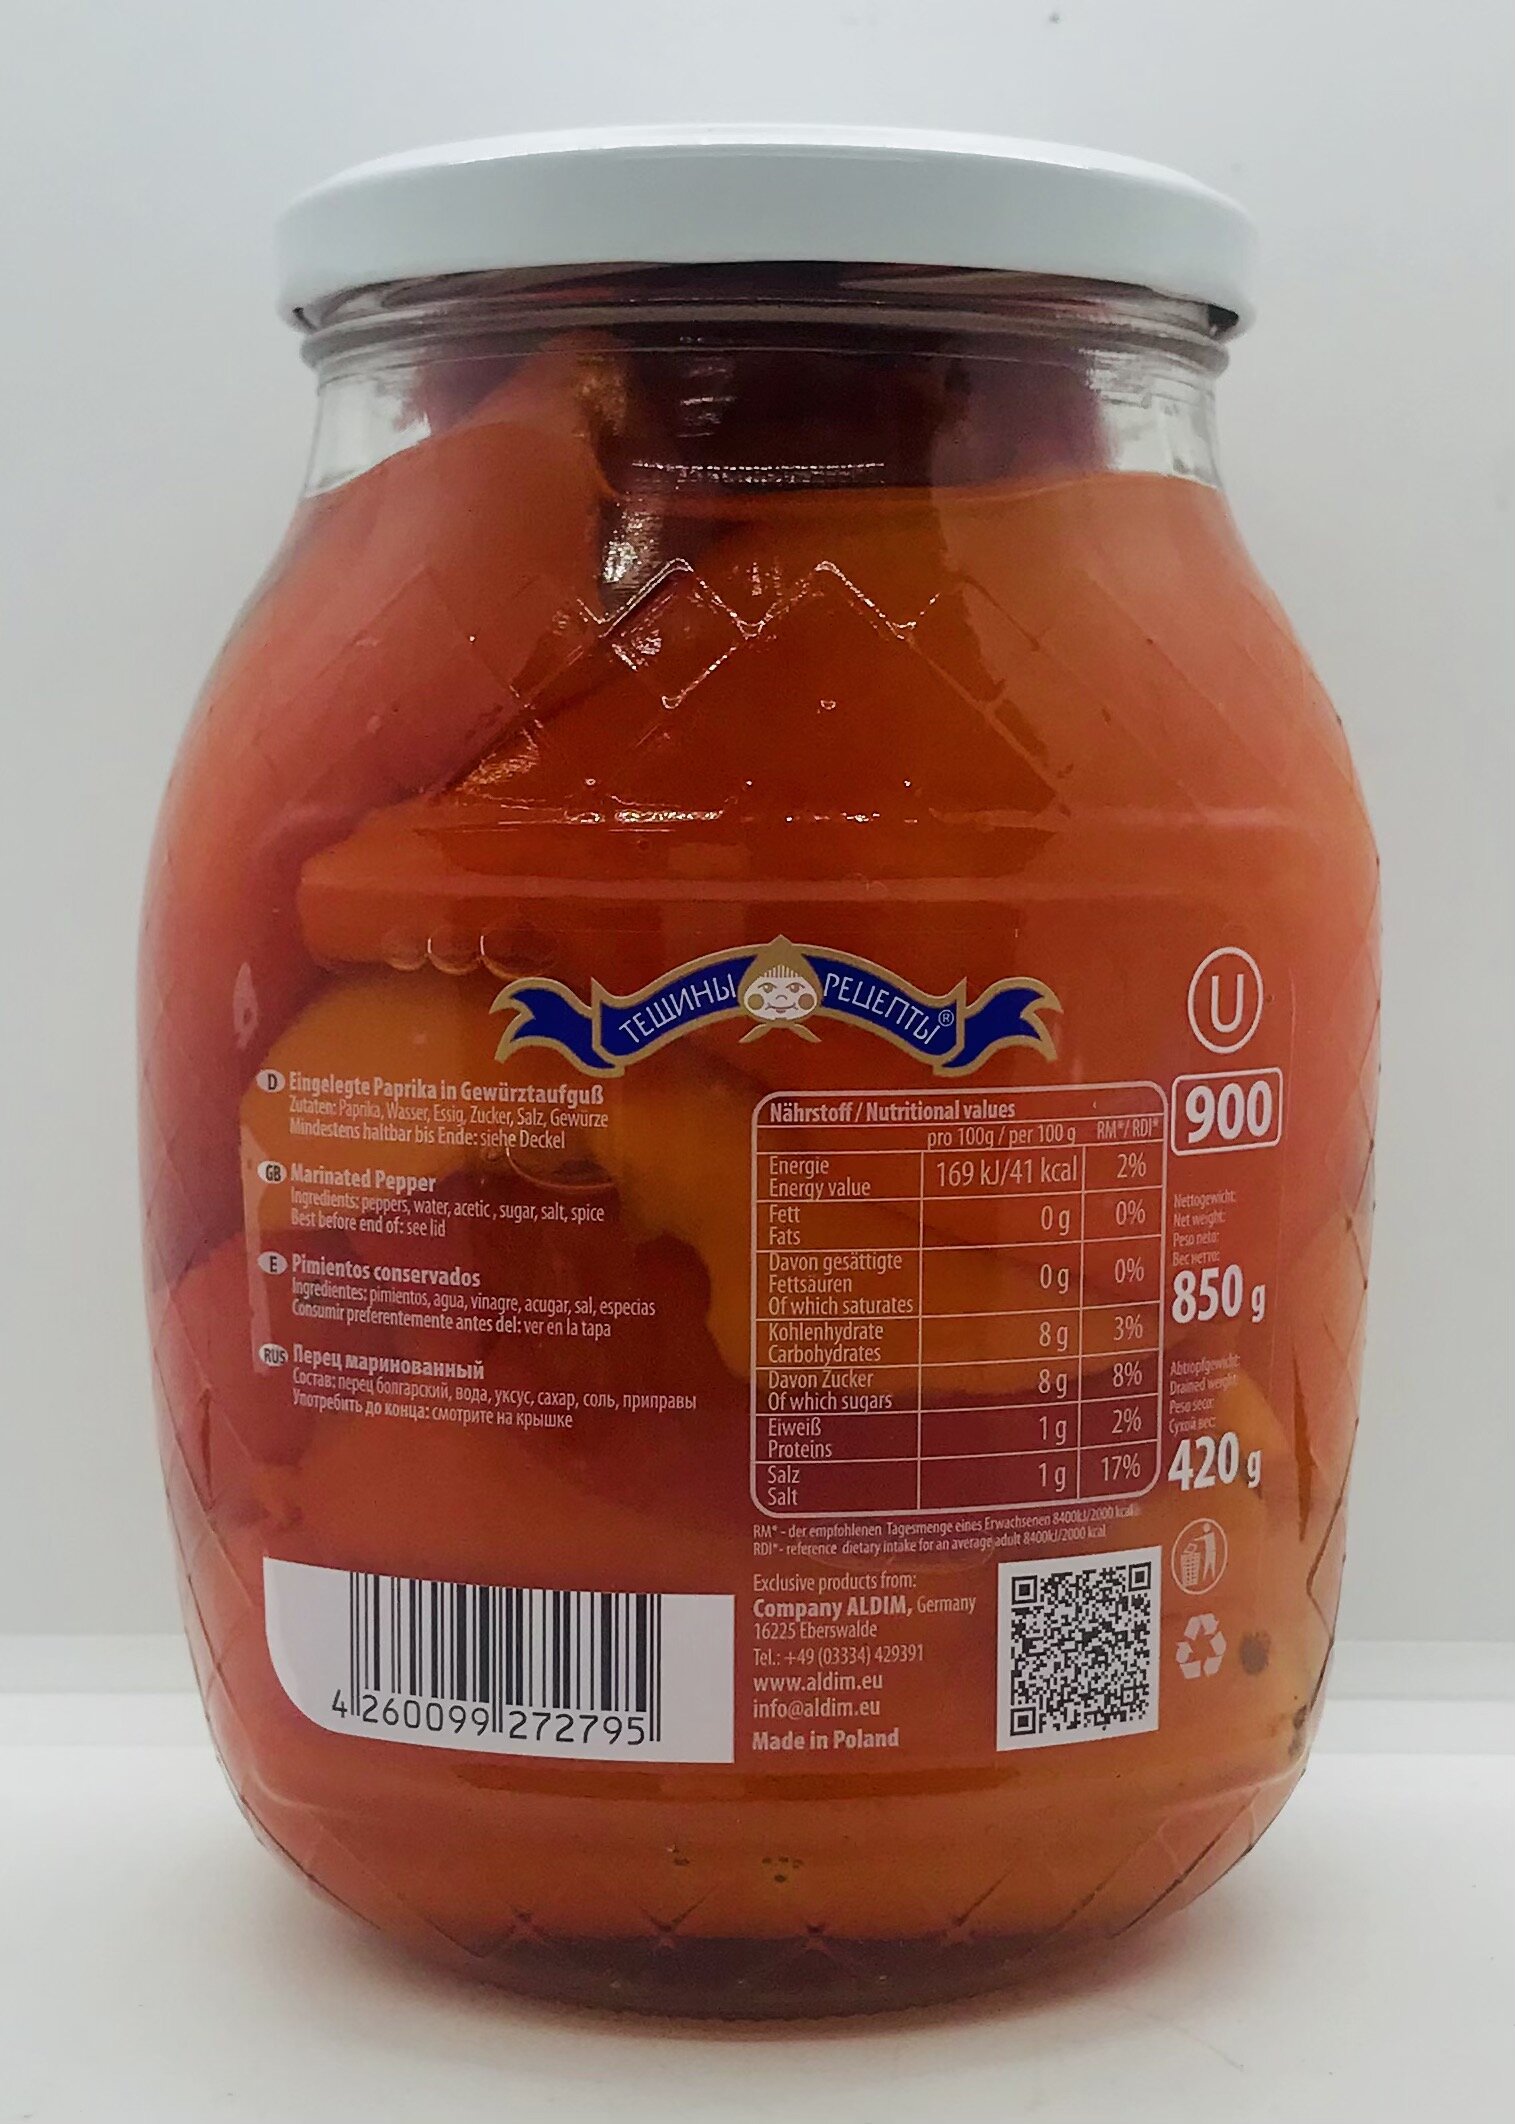 ТЕЩИНЫ РЕЦЕПТЫ®
U
900
D Eingelegte Paprika in Gewürztaufguß
Zutaten: Paprika, Wasser, Essig, Zucker, Salz, Gewürze
Mindestens haltbar bis Ende: siehe Deckel
GB Marinated Pepper
Ingredients: peppers, water, acetic , sugar, salt, spice
Best before end of: see lid
E Pimientos conservados
Ingredientes: pimientos, agua, vinagre, acugar, sal, especias
Consumir preferentemente antes del: ver en la tapa
RUS Перец маринованный
Состав: перец болгарский, вода, уксус, сахар, соль, приправы
Употребить до конца: смотрите на крышке
Nährstoff / Nutritional values
pro 100g / per 100 g RM*/ RDI*
Energie
Energy value 169 kJ/41 kcal 2%
Fett
Fats 0 g 0%
Davon gesättigte
Fettsäuren
Of which saturates 0 g 0%
Kohlenhydrate
Carbohydrates 8 g 3%
Davon Zucker
Of which sugars 8 g 8%
Eiweiß
Proteins 1 g 2%
Salz
Salt 1 g 17%
RM* - der empfohlenen Tagesmenge eines Erwachsenen 8400kJ/2000 kcal
RDI* - reference dietary intake for an average adult 8400kJ/2000 kcal
Nettogewicht:
Net weight:
Peso neto:
Вес нетто:
850 g
Abtropfgewicht:
Drained weight:
Peso seco:
Сухой вес:
420 g
Exclusive products from:
Company ALDIM, Germany
16225 Eberswalde
Tel.: +49 (03334) 429391
www.aldim.eu
info@aldim.eu
Made in Poland
4 260099 272795